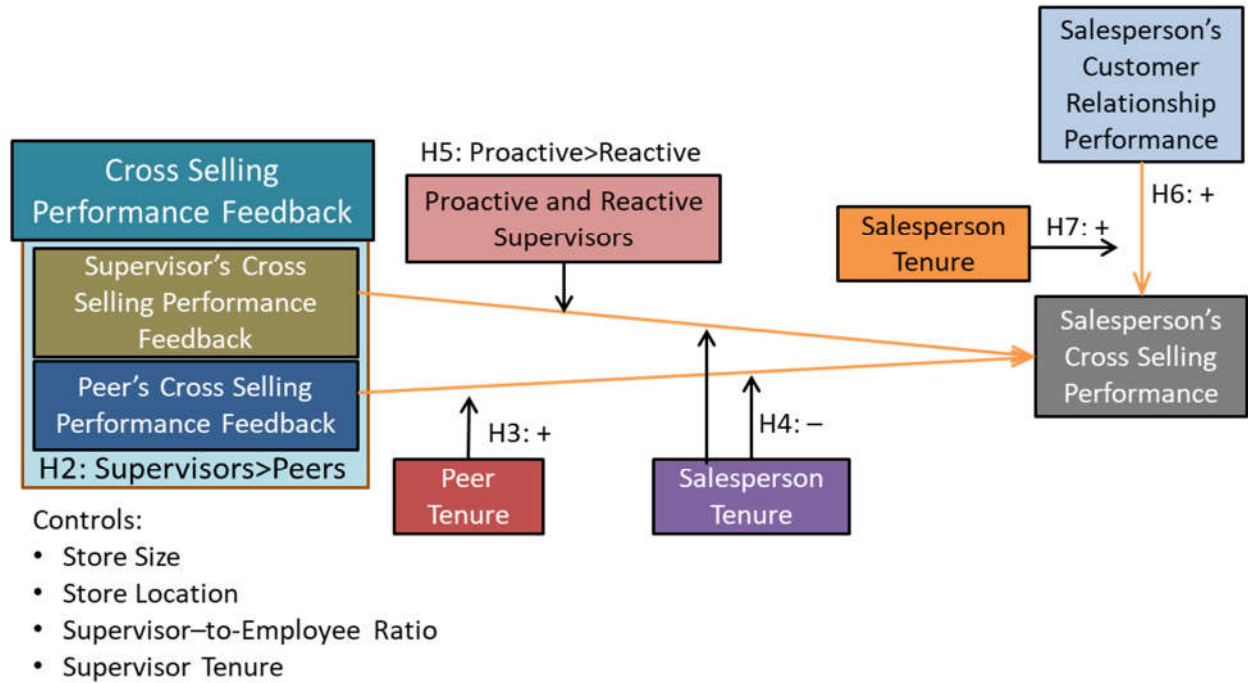 Cross Selling
Performance Feedback
Supervisor's Cross
Selling Performance
Feedback
Peer's Cross Selling
Performance Feedback
H2: Supervisors>Peers
H5: Proactive>Reactive
Proactive and Reactive
Supervisors
H3: +
Peer
Tenure
H4: –
Salesperson
Tenure
Salesperson
Tenure
H7: +
Salesperson's
Customer
Relationship
Performance
H6: +
Salesperson's
Cross Selling
Performance
Controls:
• Store Size
• Store Location
• Supervisor–to-Employee Ratio
• Supervisor Tenure